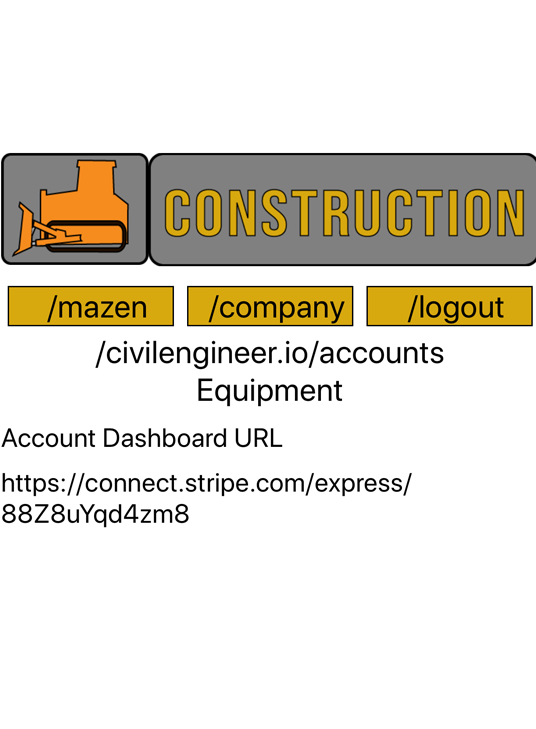 CONSTRUCTION
/mazen /company /logout
/civilengineer.io/accounts
Equipment
Account Dashboard URL
https://connect.stripe.com/express/
88Z8uYqd4zm8